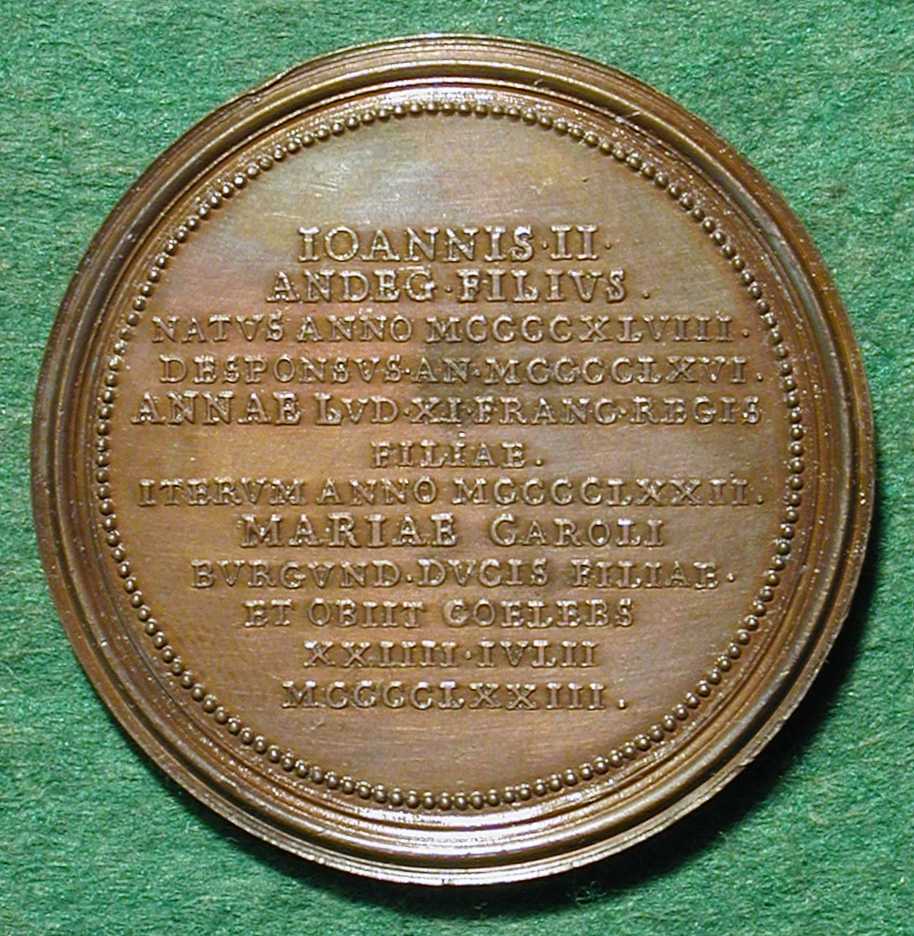 IOANNIS·II·
ANDEG·FILIVS.
NATVS ANNO MCCCCXLVIII.
DESPONSVS·AN·MCCCCLXVI.
ANNAE LVD·XI·FRANC·REGIS
FILIAE.
ITERVM ANNO MCCCCLXXII.
MARIAE CAROLI
BVRGVND·DVCIS FILIAE.
ET OBIIT COELEBS
XXIIII·IVLII
MCCCCLXXIII.